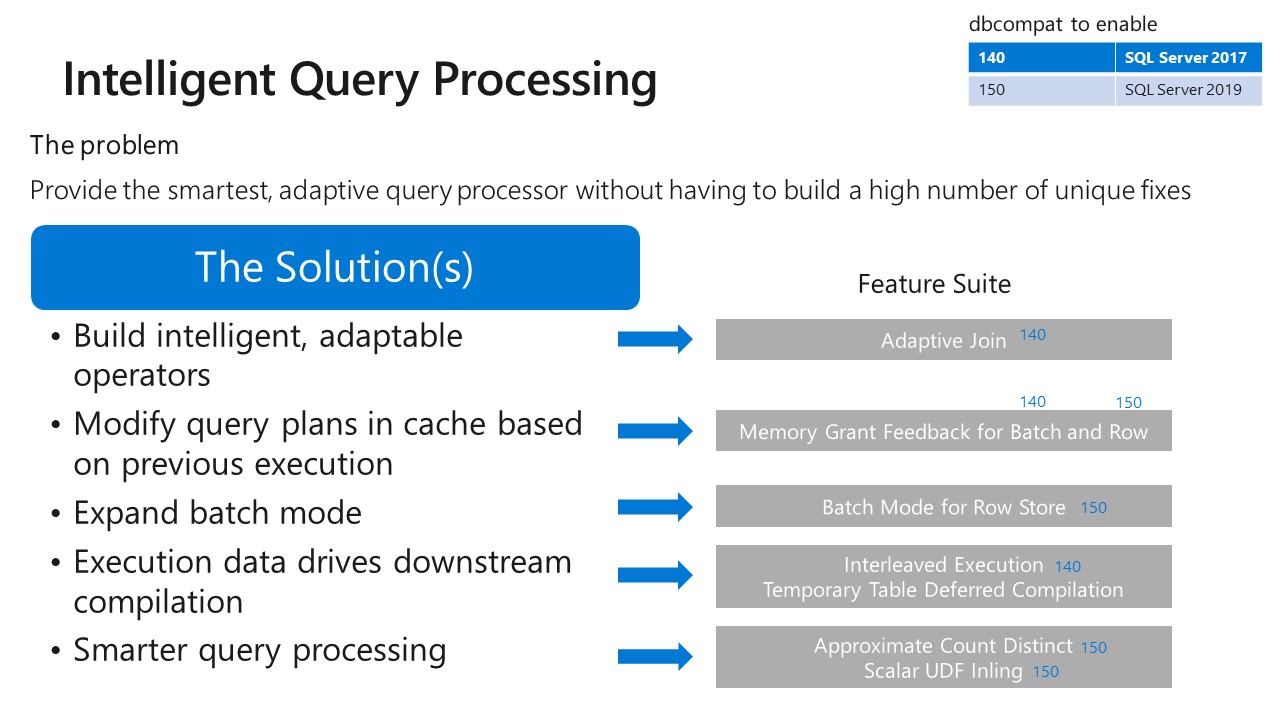 dbcompat to enable
140 SQL Server 2017
150 SQL Server 2019
Intelligent Query Processing
The problem
Provide the smartest, adaptive query processor without having to build a high number of unique fixes
The Solution(s)
Feature Suite
• Build intelligent, adaptable
operators
Adaptive Join 140
• Modify query plans in cache based
on previous execution
140 150
Memory Grant Feedback for Batch and Row
• Expand batch mode
Batch Mode for Row Store 150
• Execution data drives downstream
compilation
Interleaved Execution 140
Temporary Table Deferred Compilation
• Smarter query processing
Approximate Count Distinct 150
Scalar UDF Inling 150